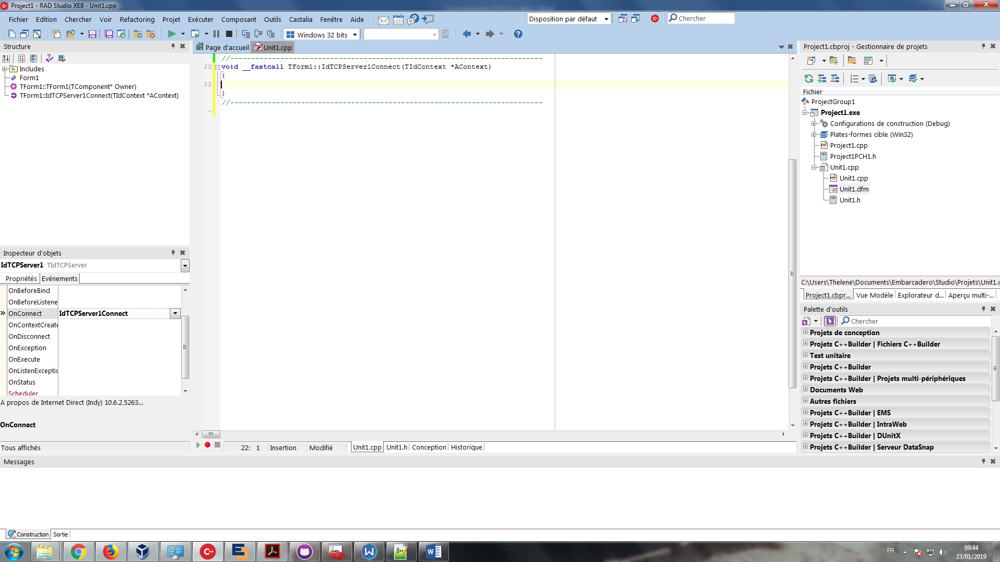 Project1 - RAD Studio XE8 - Unit1.cpp
Fichier Edition Chercher Voir Refactoring Projet Exécuter Composant Outils Castalia Fenêtre Aide
Disposition par défaut
Chercher
Windows 32 bits
Structure
Includes
Form1
TForm1::TForm1(TComponent* Owner)
TForm1::IdTCPServer1Connect(TIdContext *AContext)
Inspecteur d'objets
IdTCPServer1 TIdTCPServer
Propriétés Evénements
OnBeforeBind
OnBeforeListene
OnConnect IdTCPServer1Connect
OnContextCreate
OnDisconnect
OnException
OnExecute
OnListenExceptic
OnStatus
Scheduler
A propos de Internet Direct (Indy) 10.6.2.5263...
OnConnect
Tous affichés
Page d'accueil Unit1.cpp
//---------------------------------------------------------------------------
20 void __fastcall TForm1::IdTCPServer1Connect(TIdContext *AContext)
{
22
}
//---------------------------------------------------------------------------
22: 1 Insertion Modifié Unit1.cpp Unit1.h Conception Historique
Project1.cbproj - Gestionnaire de projets
Fichier
ProjectGroup1
Project1.exe
Configurations de construction (Debug)
Plates-formes cible (Win32)
Project1.cpp
Project1PCH1.h
Unit1.cpp
Unit1.cpp
Unit1.dfm
Unit1.h
C:\Users\Thelene\Documents\Embarcadero\Studio\Projets\Unit1.
Project1.cbpr... Vue Modèle Explorateur d... Aperçu multi-...
Palette d'outils
Chercher
Projets de conception
Projets C++Builder | Fichiers C++Builder
Test unitaire
Projets C++Builder
Projets C++Builder | Projets multi-périphériques
Documents Web
Autres fichiers
Projets C++Builder | EMS
Projets C++Builder | IntraWeb
Projets C++Builder | DUnitX
Projets C++Builder | Serveur DataSnap
Messages
Construction Sortie
FR
09:44
23/01/2019